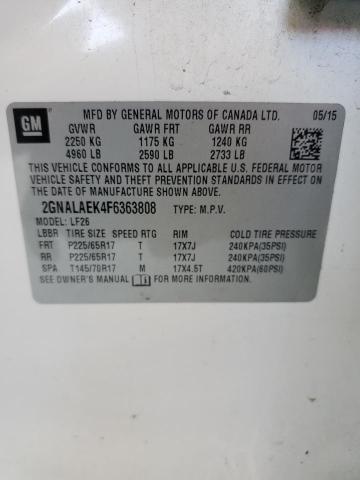 GM
MFD BY GENERAL MOTORS OF CANADA LTD. 05/15
GVWR GAWR FRT GAWR RR
2250 KG 1175 KG 1240 KG
4960 LB 2590 LB 2733 LB
THIS VEHICLE CONFORMS TO ALL APPLICABLE U.S. FEDERAL MOTOR
VEHICLE SAFETY AND THEFT PREVENTION STANDARDS IN EFFECT ON
THE DATE OF MANUFACTURE SHOWN ABOVE.
2GNALAEK4F6363808 TYPE: M.P.V.
MODEL: LF26
LBBR TIRE SIZE SPEED RTG RIM COLD TIRE PRESSURE
FRT P225/65R17 T 17X7J 240KPA(35PSI)
RR P225/65R17 T 17X7J 240KPA(35PSI)
SPA T145/70R17 M 17X4.5T 420KPA(60PSI)
SEE OWNER'S MANUAL FOR MORE INFORMATION.